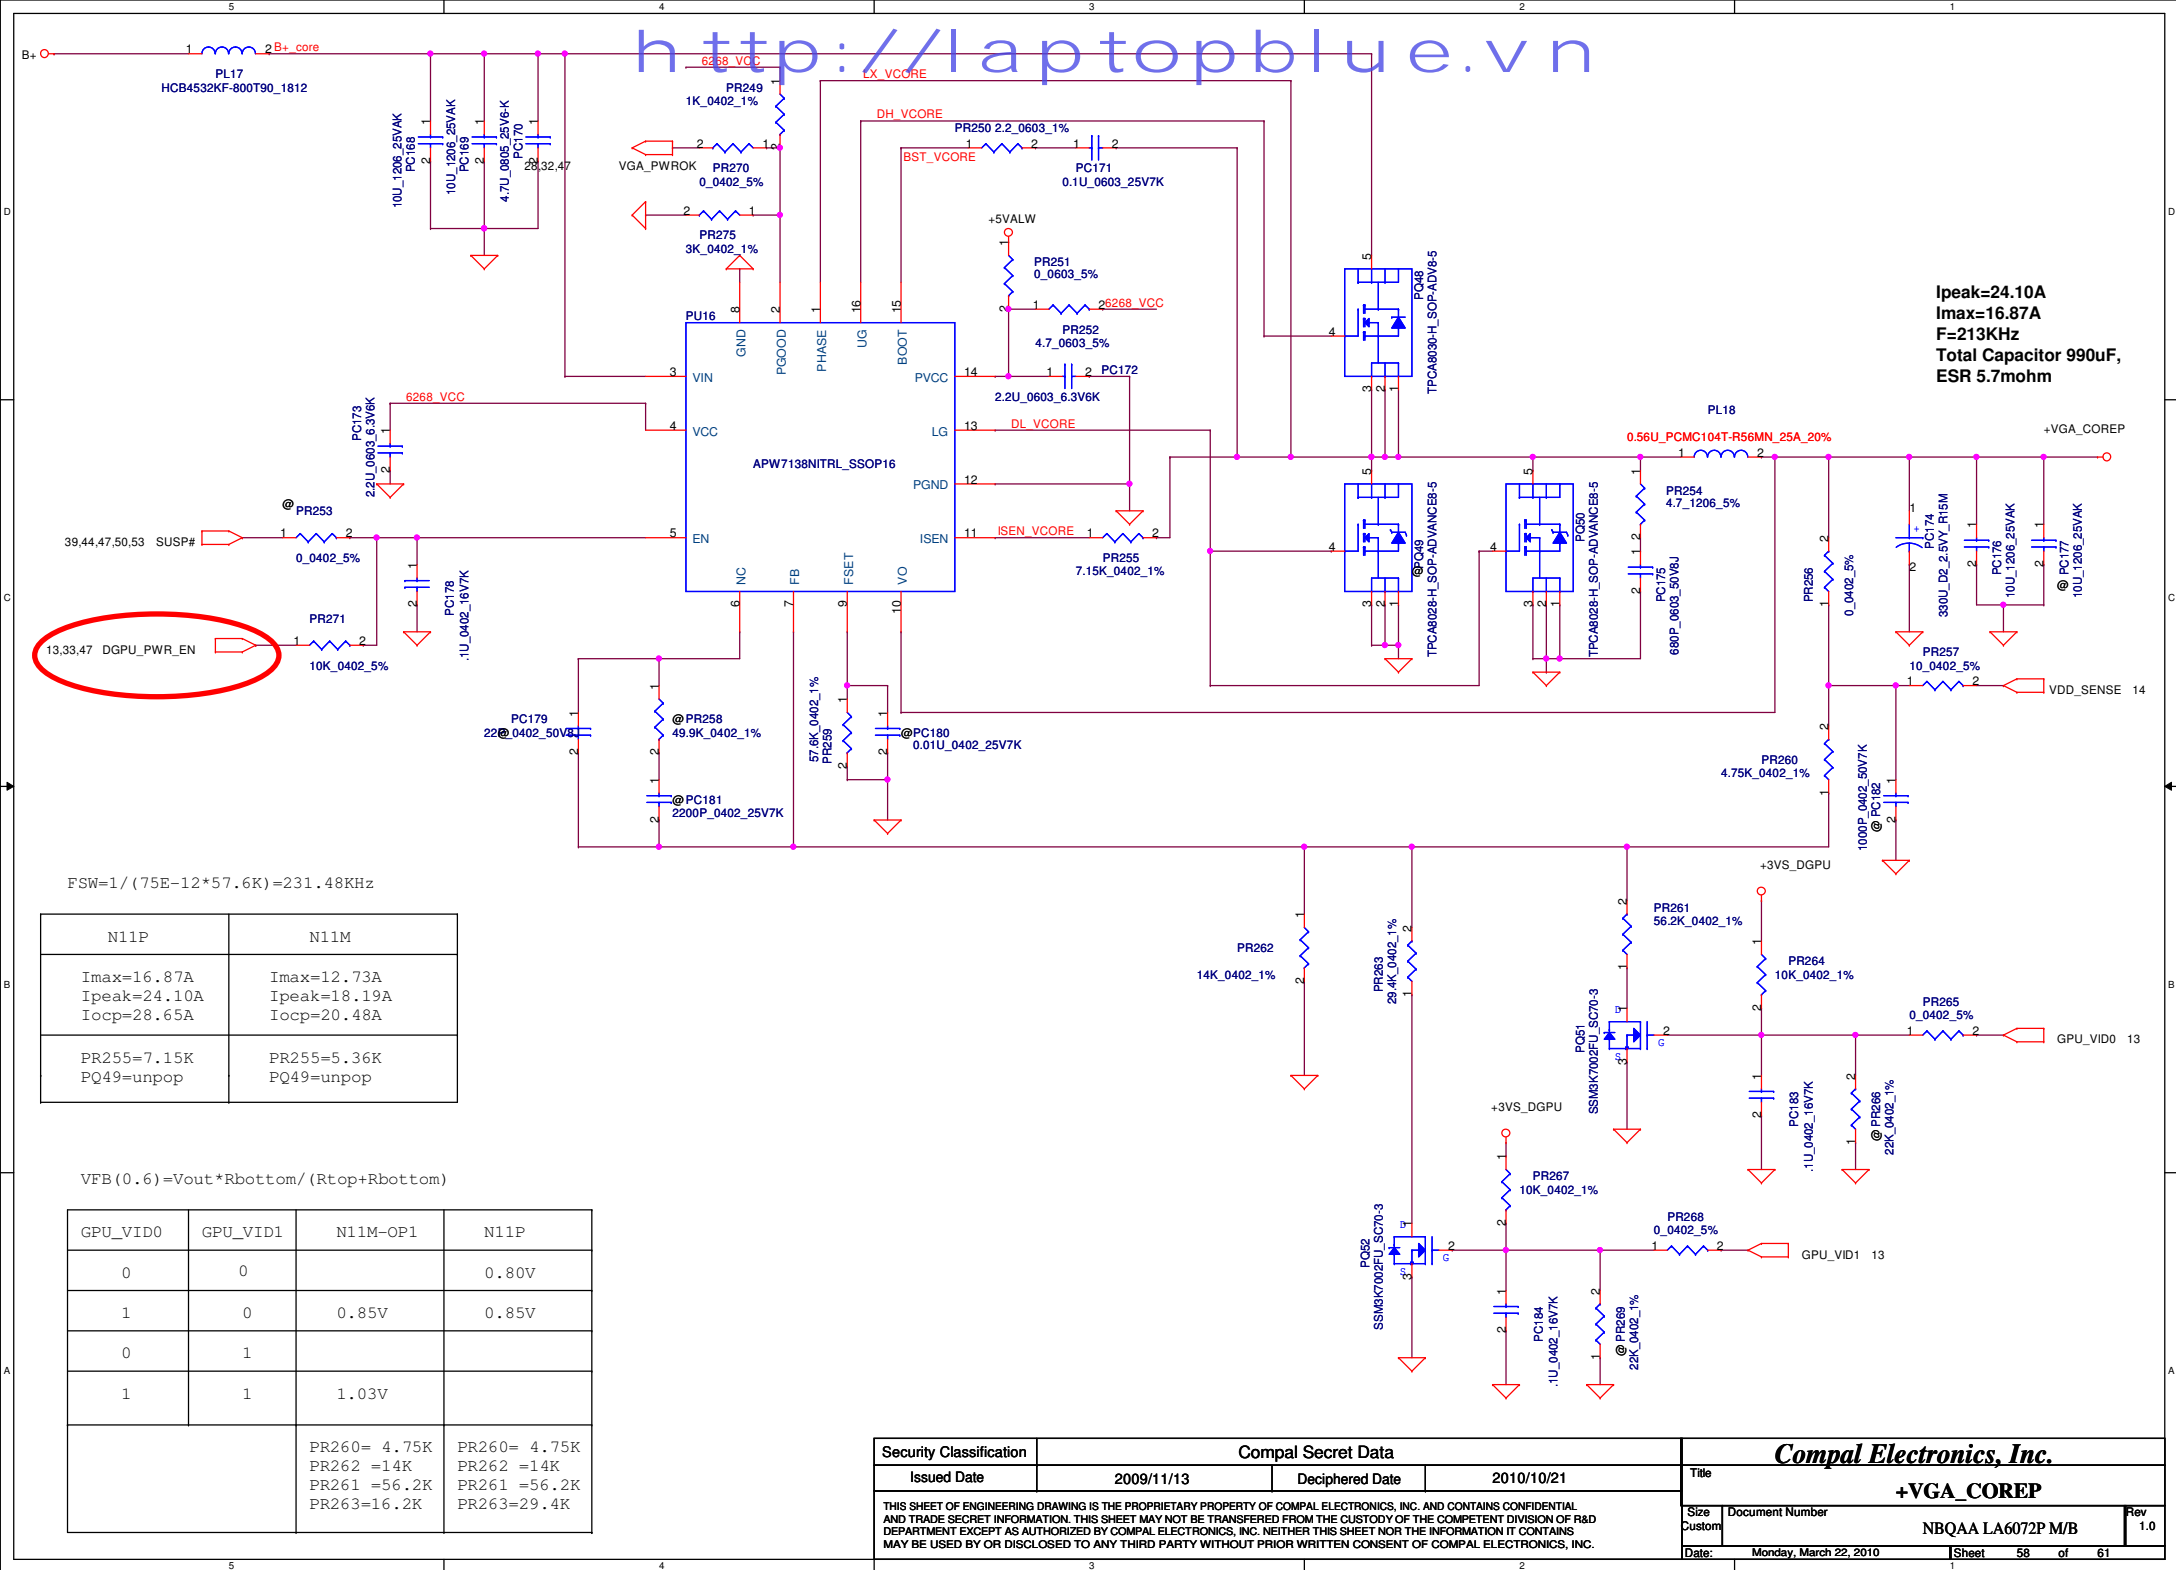 http://laptopblue.vn
B+
1
2
B+_core
PL17
HCB4532KF-800T90_1812
10U_1206_25VAK
PC168
10U_1206_25VAK
PC169
4.7U_0805_25V6-K
PC170
28,32,47
6268_VCC
PR249
1K_0402_1%
VGA_PWROK
PR270
0_0402_5%
PR275
3K_0402_1%
LX_VCORE
DH_VCORE
BST_VCORE
PR250 2.2_0603_1%
PC171
0.1U_0603_25V7K
+5VALW
PR251
0_0603_5%
6268_VCC
PR252
4.7_0603_5%
PC172
2.2U_0603_6.3V6K
PU16
GND
PGOOD
PHASE
UG
BOOT
VIN
VCC
EN
PVCC
LG
PGND
ISEN
NC
FB
FSET
VO
APW7138NITRL_SSOP16
6268_VCC
PC173
2.2U_0603_6.3V6K
DL_VCORE
ISEN_VCORE
PR255
7.15K_0402_1%
@
PR253
0_0402_5%
39,44,47,50,53 SUSP#
13,33,47 DGPU_PWR_EN
PR271
10K_0402_5%
PC178
.1U_0402_16V7K
PQ48
TPCA8030-H_SOP-ADV8-5
@PQ49
TPCA8028-H_SOP-ADVANCE8-5
PQ50
TPCA8028-H_SOP-ADVANCE8-5
PR254
4.7_1206_5%
PC175
680P_0603_50V8J
PL18
0.56U_PCMC104T-R56MN_25A_20%
+VGA_COREP
Ipeak=24.10A
Imax=16.87A
F=213KHz
Total Capacitor 990uF,
ESR 5.7mohm
PC174
330U_D2_2.5VY_R15M
PC176
10U_1206_25VAK
@ PC177
10U_1206_25VAK
PR256
0_0402_5%
PR257
10_0402_5%
VDD_SENSE 14
PR260
4.75K_0402_1%
1000P_0402_50V7K
@ PC182
PC179
@
@ PR258
49.9K_0402_1%
@ PC181
2200P_0402_25V7K
57.6K_0402_1%
PR259
@PC180
0.01U_0402_25V7K
FSW=1/(75E-12*57.6K)=231.48KHz
N11P N11M
Imax=16.87A Imax=12.73A
Ipeak=24.10A Ipeak=18.19A
Iocp=28.65A Iocp=20.48A
PR255=7.15K PR255=5.36K
PQ49=unpop PQ49=unpop
PR262
14K_0402_1%
PR263
29.4K_0402_1%
PR261
56.2K_0402_1%
+3VS_DGPU
PR264
10K_0402_1%
PR265
0_0402_5%
GPU_VID0 13
PQ51
SSM3K7002FU_SC70-3
D
S
G
PC183
.1U_0402_16V7K
@ PR266
22K_0402_1%
+3VS_DGPU
PR267
10K_0402_1%
PR268
0_0402_5%
GPU_VID1 13
PQ52
SSM3K7002FU_SC70-3
D
S
G
PC184
.1U_0402_16V7K
@ PR269
22K_0402_1%
VFB(0.6)=Vout*Rbottom/(Rtop+Rbottom)
GPU_VID0 GPU_VID1 N11M-OP1 N11P
0 0 0.80V
1 0 0.85V 0.85V
0 1
1 1 1.03V
PR260= 4.75K PR260= 4.75K
PR262 =14K PR262 =14K
PR261 =56.2K PR261 =56.2K
PR263=16.2K PR263=29.4K
Security Classification
Compal Secret Data
Issued Date
2009/11/13
Deciphered Date
2010/10/21
THIS SHEET OF ENGINEERING DRAWING IS THE PROPRIETARY PROPERTY OF COMPAL ELECTRONICS, INC. AND CONTAINS CONFIDENTIAL
AND TRADE SECRET INFORMATION. THIS SHEET MAY NOT BE TRANSFERED FROM THE CUSTODY OF THE COMPETENT DIVISION OF R&D
DEPARTMENT EXCEPT AS AUTHORIZED BY COMPAL ELECTRONICS, INC. NEITHER THIS SHEET NOR THE INFORMATION IT CONTAINS
MAY BE USED BY OR DISCLOSED TO ANY THIRD PARTY WITHOUT PRIOR WRITTEN CONSENT OF COMPAL ELECTRONICS, INC.
Compal Electronics, Inc.
Title
+VGA_COREP
Size
Custom
Document Number
NBQAA LA6072P M/B
Rev
1.0
Date:
Monday, March 22, 2010
Sheet 58 of 61